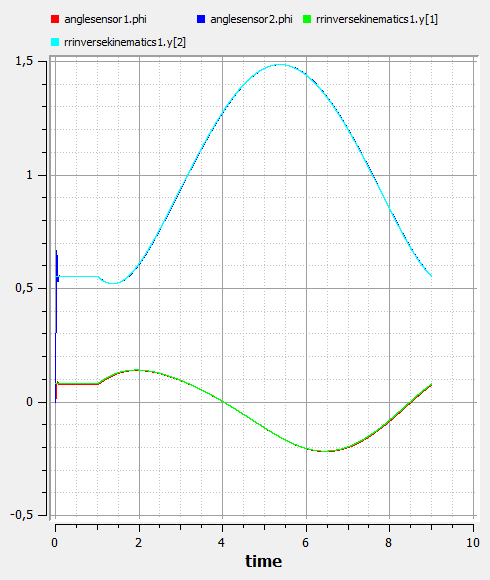 anglesensor1.phi anglesensor2.phi rrinversekinematics1.y[1]
rrinversekinematics1.y[2]
1,5
1
0,5
0
-0,5
0 2 4 6 8 10
time